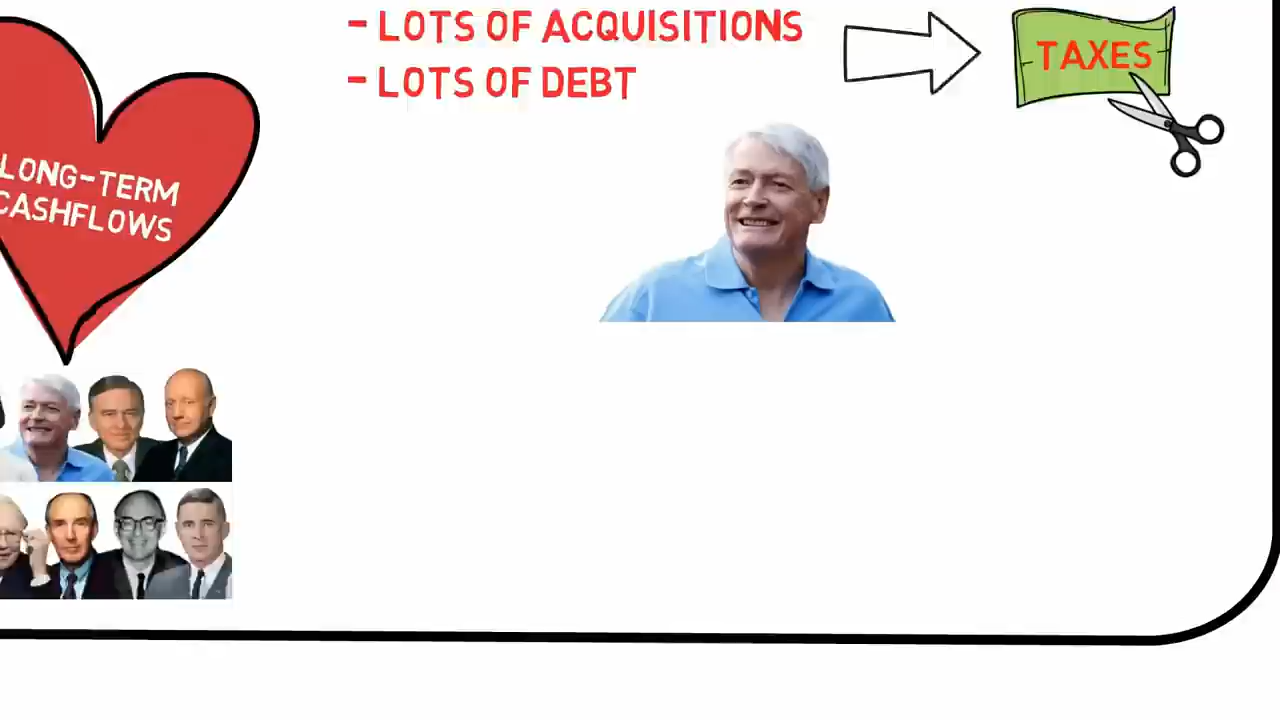 - LOTS OF ACQUISITIONS
- LOTS OF DEBT
TAXES
LONG-TERM
CASHFLOWS